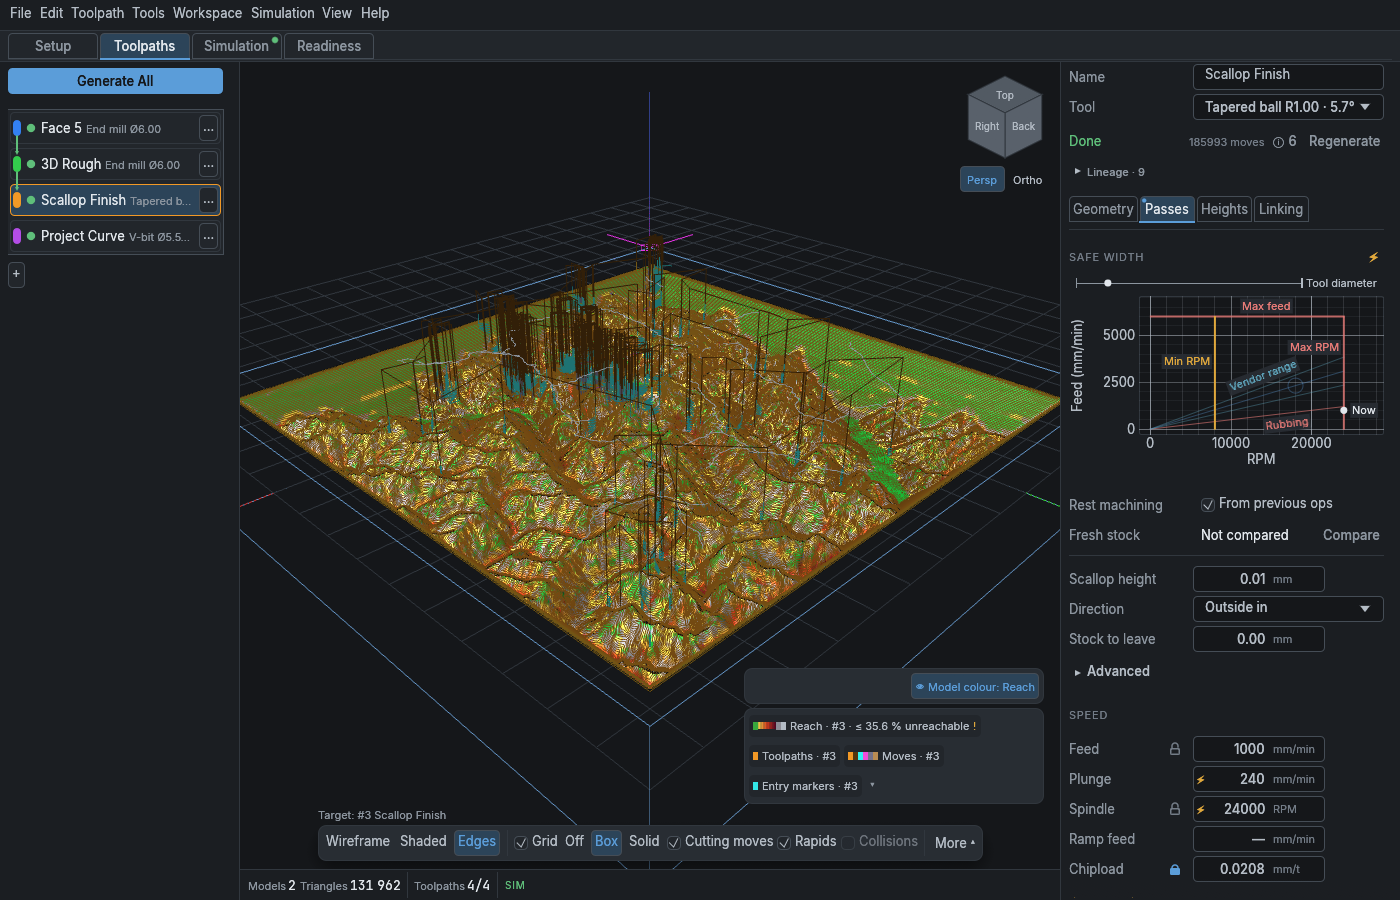 File Edit Toolpath Tools Workspace Simulation View Help
Setup Toolpaths Simulation Readiness
Generate All
Face 5 End mill Ø6.00 ...
3D Rough End mill Ø6.00 ...
Scallop Finish Tapered b... ...
Project Curve V-bit Ø5.5... ...
+
Top
Right Back
Persp Ortho
Target: #3 Scallop Finish
Model colour: Reach
Reach · #3 · ≤ 35.6 % unreachable !
Toolpaths · #3 Moves · #3
Entry markers · #3
Wireframe Shaded Edges Grid Off Box Solid Cutting moves Rapids Collisions More
Models 2 Triangles 131 962 Toolpaths 4/4 SIM
Name Scallop Finish
Tool Tapered ball R1.00 · 5.7°
Done 185993 moves 6 Regenerate
Lineage · 9
Geometry Passes Heights Linking
SAFE WIDTH
Tool diameter
Max feed
5000
Max RPM
Min RPM
Vendor range
2500
Feed (mm/min)
Now
Rubbing
0
0 10000 20000
RPM
Rest machining From previous ops
Fresh stock Not compared Compare
Scallop height 0.01 mm
Direction Outside in
Stock to leave 0.00 mm
Advanced
SPEED
Feed 1000 mm/min
Plunge 240 mm/min
Spindle 24000 RPM
Ramp feed — mm/min
Chipload 0.0208 mm/t